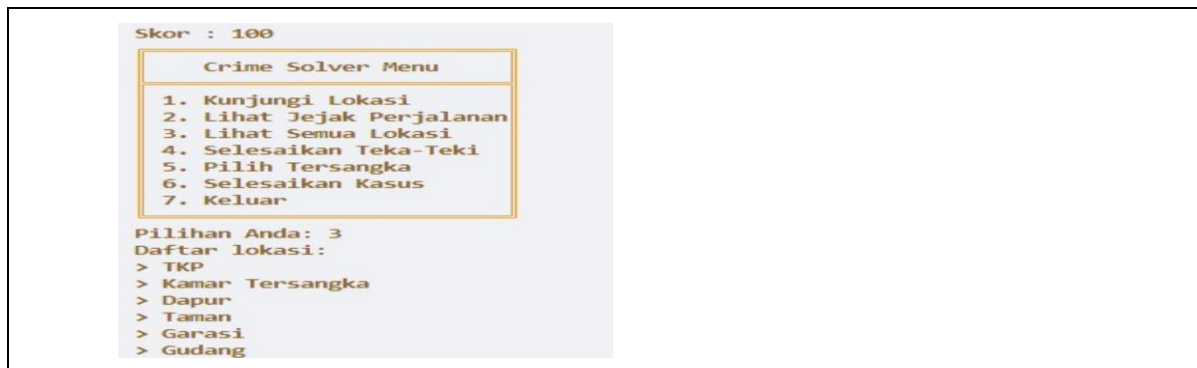 Skor : 100
Crime Solver Menu
1. Kunjungi Lokasi
2. Lihat Jejak Perjalanan
3. Lihat Semua Lokasi
4. Selesaikan Teka-Teki
5. Pilih Tersangka
6. Selesaikan Kasus
7. Keluar
Pilihan Anda: 3
Daftar lokasi:
> TKP
> Kamar Tersangka
> Dapur
> Taman
> Garasi
> Gudang